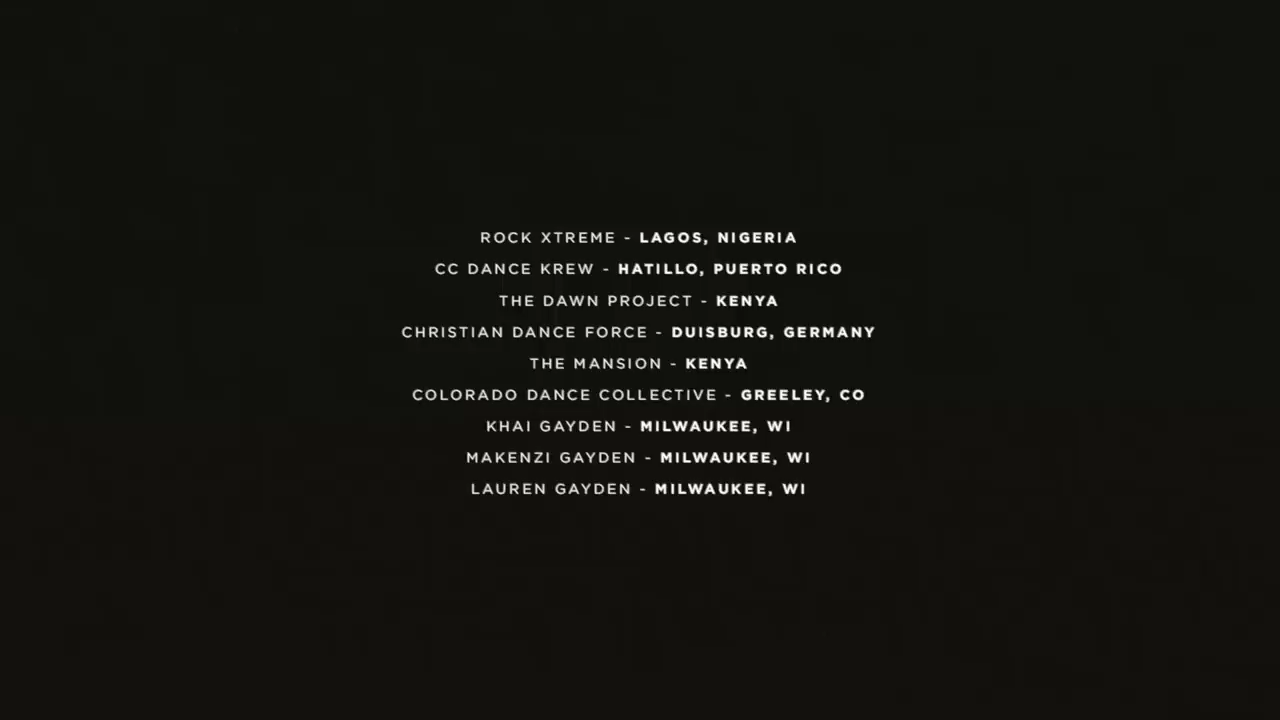 ROCK XTREME - LAGOS, NIGERIA
CC DANCE KREW - HATILLO, PUERTO RICO
THE DAWN PROJECT - KENYA
CHRISTIAN DANCE FORCE - DUISBURG, GERMANY
THE MANSION - KENYA
COLORADO DANCE COLLECTIVE - GREELEY, CO
KHAI GAYDEN - MILWAUKEE, WI
MAKENZI GAYDEN - MILWAUKEE, WI
LAUREN GAYDEN - MILWAUKEE, WI